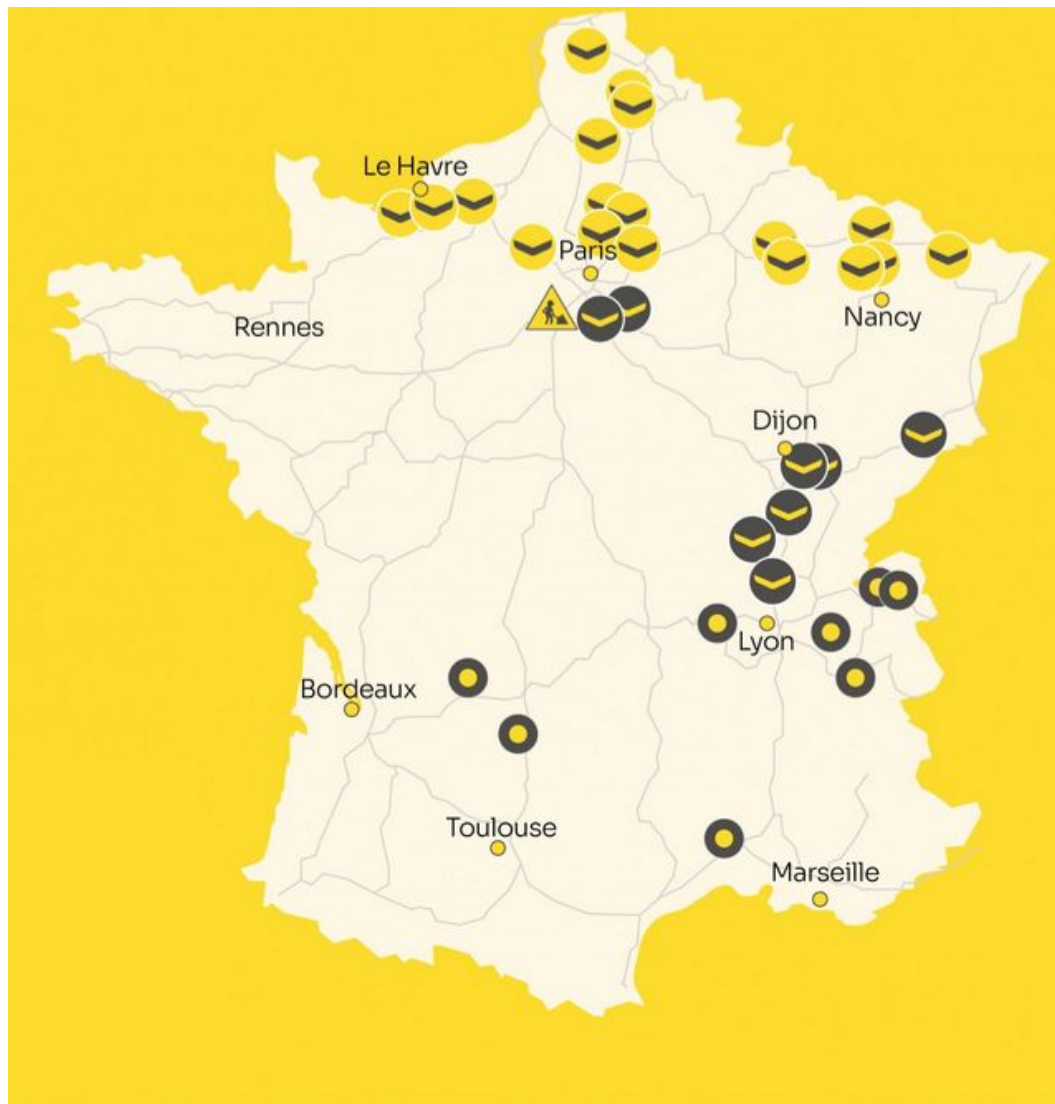 Le Havre
Paris
Rennes
Nancy
Dijon
Lyon
Bordeaux
Toulouse
Marseille